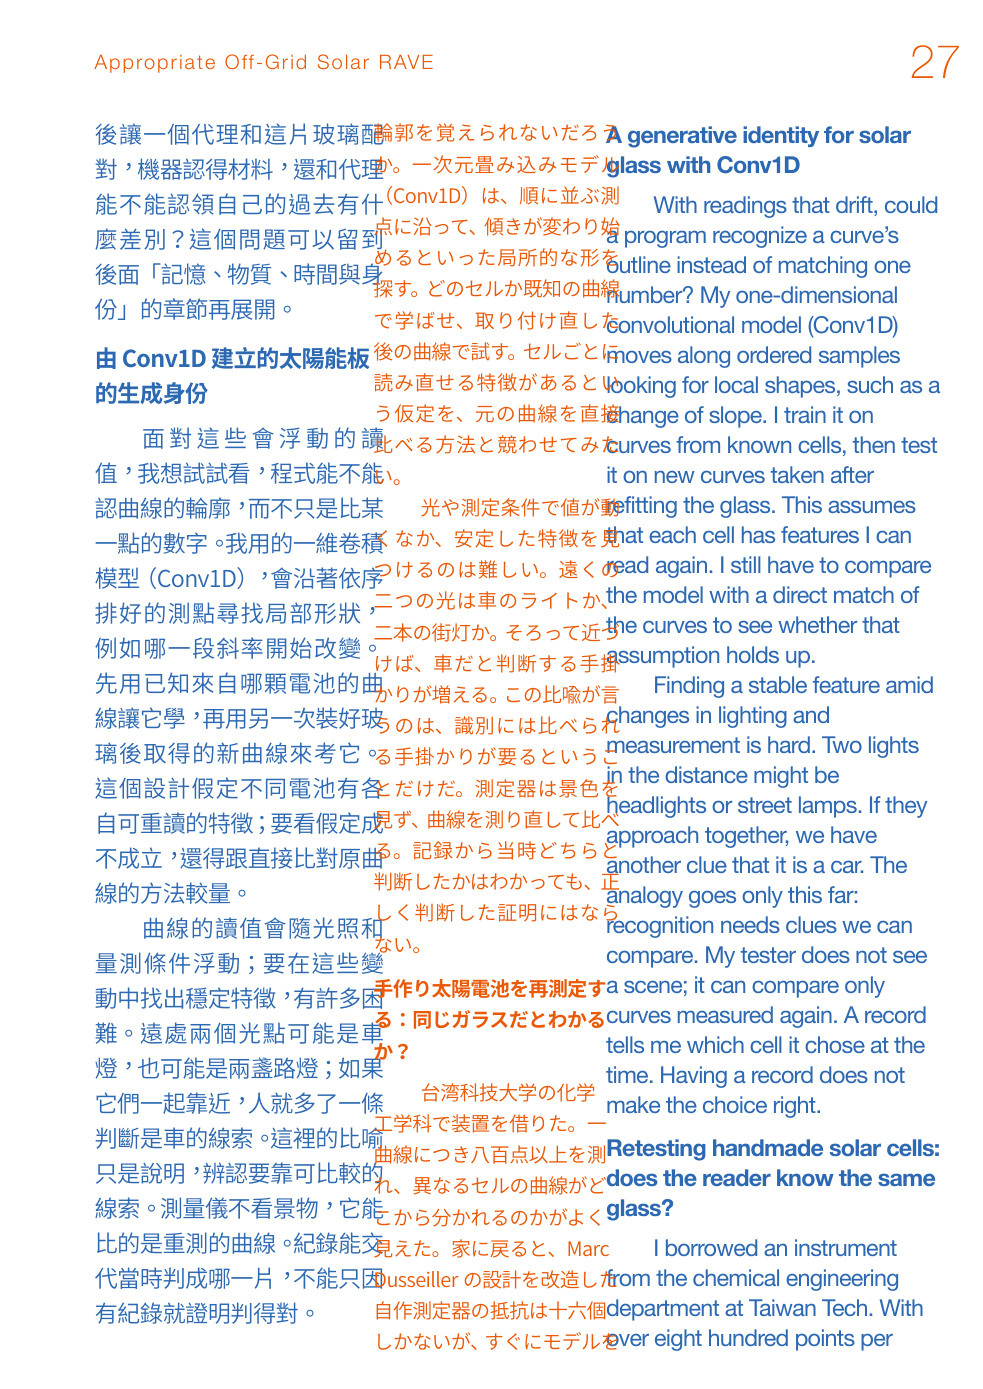 Appropriate Off-Grid Solar RAVE
27
後讓一個代理和這片玻璃配
對，機器認得材料，還和代理
能不能認領自己的過去有什
麼差別？這個問題可以留到
後面「記憶、物質、時間與身
份」的章節再展開。
由 Conv1D 建立的太陽能板
的生成身份
面對這些會浮動的讀
值，我想試試看，程式能不能
認曲線的輪廓，而不只是比某
一點的數字。我用的一維卷積
模型（Conv1D），會沿著依序
排好的測點尋找局部形狀，
例如哪一段斜率開始改變。
先用已知來自哪顆電池的曲
線讓它學，再用另一次裝好玻
璃後取得的新曲線來考它。
這個設計假定不同電池有各
自可重讀的特徵；要看假定成
不成立，還得跟直接比對原曲
線的方法較量。
曲線的讀值會隨光照和
量測條件浮動；要在這些變
動中找出穩定特徵，有許多困
難。遠處兩個光點可能是車
燈，也可能是兩盞路燈；如果
它們一起靠近，人就多了一條
判斷是車的線索。這裡的比喻
只是說明，辨認要靠可比較的
線索。測量儀不看景物，它能
比的是重測的曲線。紀錄能交
代當時判成哪一片，不能只因
有紀錄就證明判得對。
輪郭を覚えられないだろう
か。一次元畳み込みモデル
（Conv1D）は、順に並ぶ測
点に沿って、傾きが変わり始
めるといった局所的な形を
探す。どのセルか既知の曲線
で学ばせ、取り付け直した
後の曲線で試す。セルごとに
読み直せる特徴があるとい
う仮定を、元の曲線を直接
比べる方法と競わせてみた
い。
光や測定条件で値が動
くなか、安定した特徴を見
つけるのは難しい。遠くの
二つの光は車のライトか、
二本の街灯か。そろって近づ
けば、車だと判断する手掛
かりが増える。この比喩が言
うのは、識別には比べられ
る手掛かりが要るというこ
とだけだ。測定器は景色を
見ず、曲線を測り直して比べ
る。記録から当時どちらと
判断したかはわかっても、正
しく判断した証明にはなら
ない。
手作り太陽電池を再測定す
る：同じガラスだとわかる
か？
台湾科技大学の化学
工学科で装置を借りた。一
曲線につき八百点以上を測
れ、異なるセルの曲線がど
こから分かれるのかがよく
見えた。家に戻ると、Marc
Dusseiller の設計を改造した
自作測定器の抵抗は十六個
しかないが、すぐにモデルを
A generative identity for solar
glass with Conv1D
With readings that drift, could
a program recognize a curve’s
outline instead of matching one
number? My one-dimensional
convolutional model (Conv1D)
moves along ordered samples
looking for local shapes, such as a
change of slope. I train it on
curves from known cells, then test
it on new curves taken after
refitting the glass. This assumes
that each cell has features I can
read again. I still have to compare
the model with a direct match of
the curves to see whether that
assumption holds up.
Finding a stable feature amid
changes in lighting and
measurement is hard. Two lights
in the distance might be
headlights or street lamps. If they
approach together, we have
another clue that it is a car. The
analogy goes only this far:
recognition needs clues we can
compare. My tester does not see
a scene; it can compare only
curves measured again. A record
tells me which cell it chose at the
time. Having a record does not
make the choice right.
Retesting handmade solar cells:
does the reader know the same
glass?
I borrowed an instrument
from the chemical engineering
department at Taiwan Tech. With
over eight hundred points per